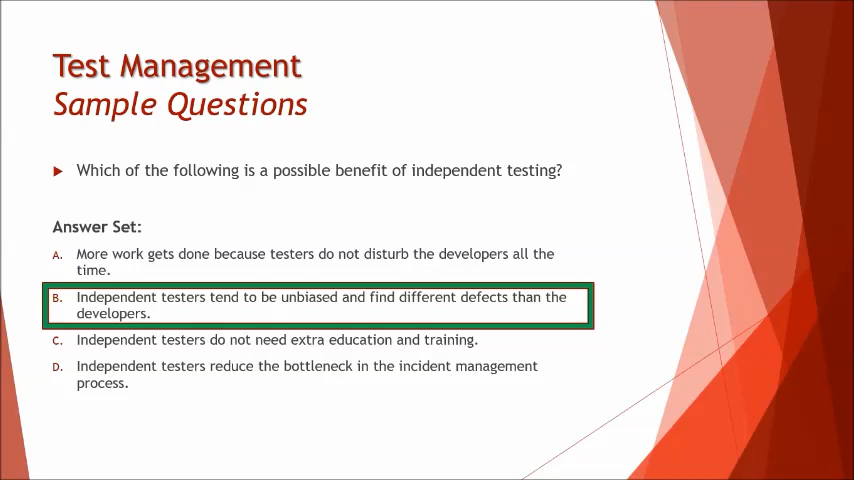 Test Management
Sample Questions
Which of the following is a possible benefit of independent testing?
Answer Set:
A. More work gets done because testers do not disturb the developers all the
time.
B. Independent testers tend to be unbiased and find different defects than the
developers.
C. Independent testers do not need extra education and training.
D. Independent testers reduce the bottleneck in the incident management
process.